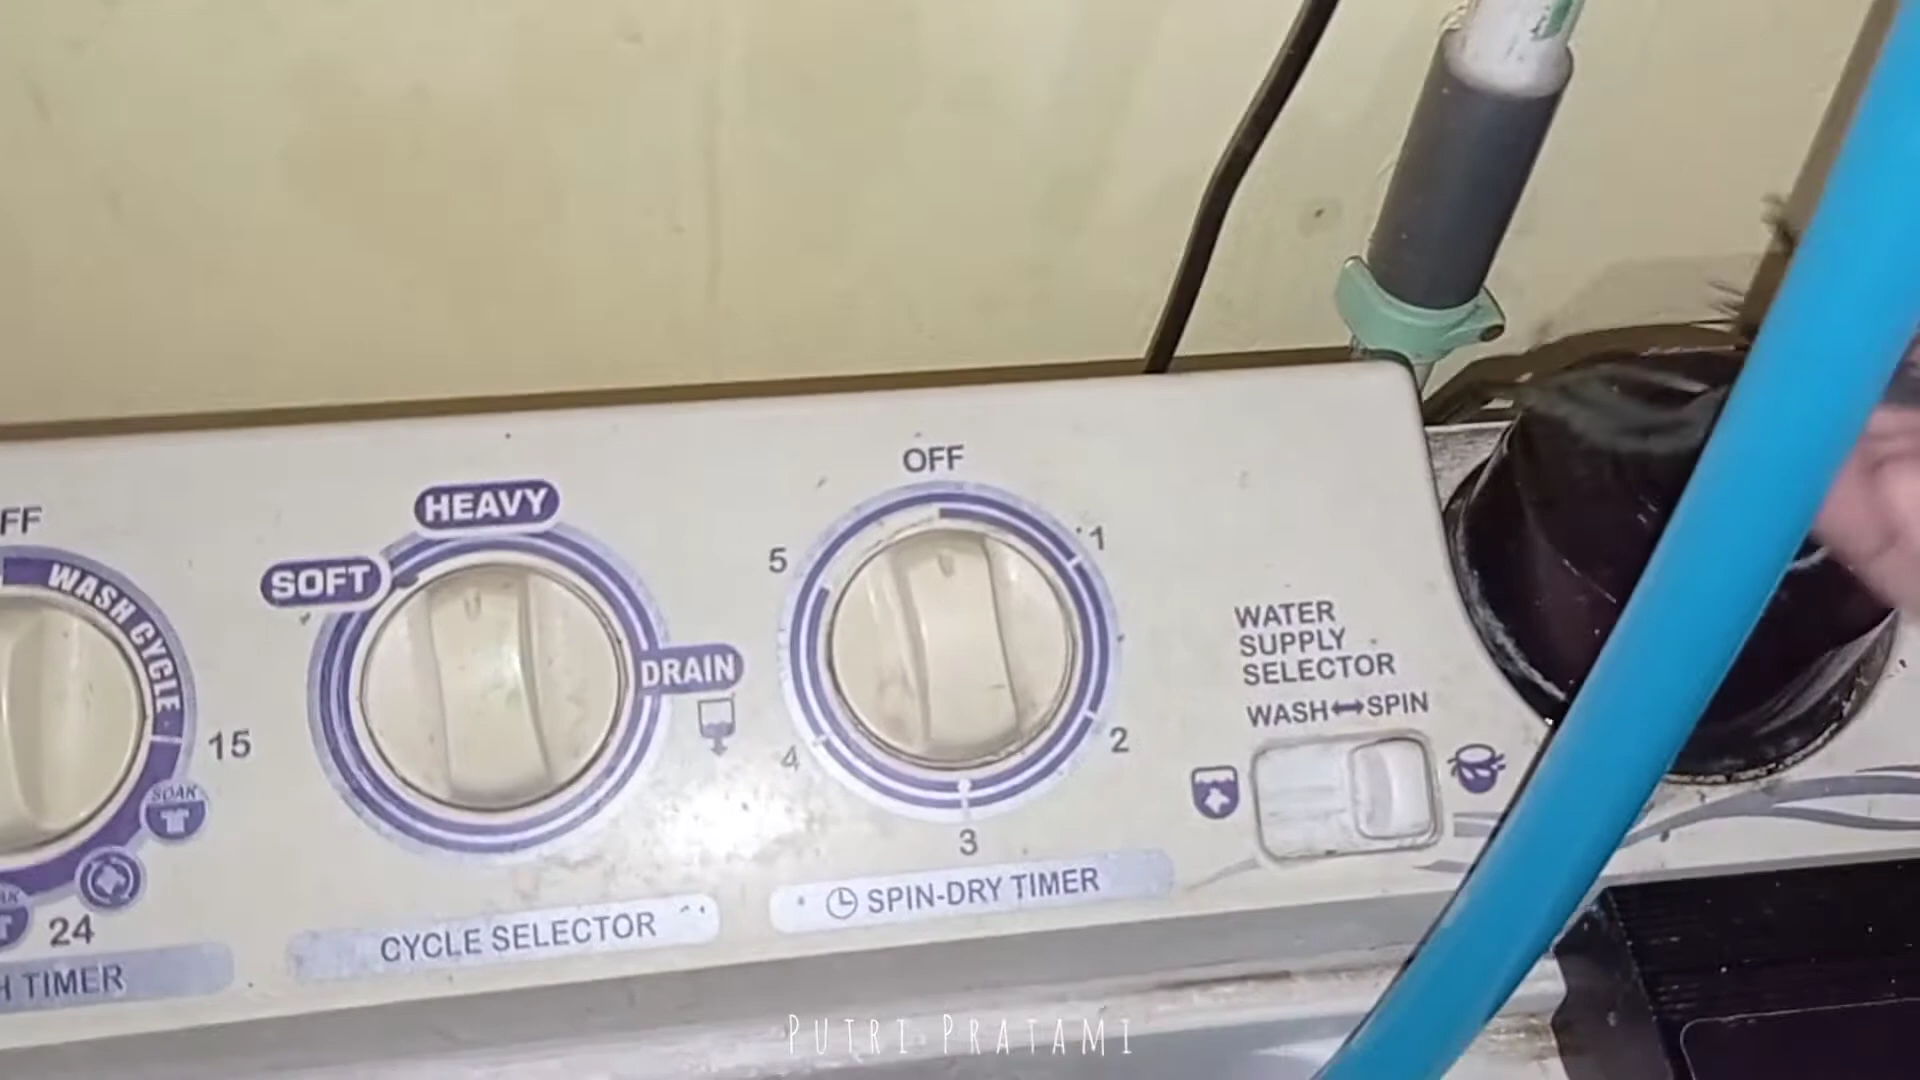 OFF
HEAVY
FF
1
SOFT
5
WASH CYCLE
WATER
SUPPLY
SELECTOR
DRAIN
WASH↔SPIN
15
2
4
SOAK
3
24
SPIN-DRY TIMER
CYCLE SELECTOR
H TIMER
PUTRI PRATAMI